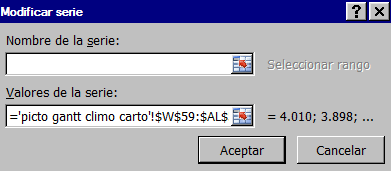 Modificar serie
Nombre de la serie:
Seleccionar rango
Valores de la serie:
='picto gantt climo carto'!$W$59:$AL$ = 4.010; 3.898; ...
Aceptar Cancelar